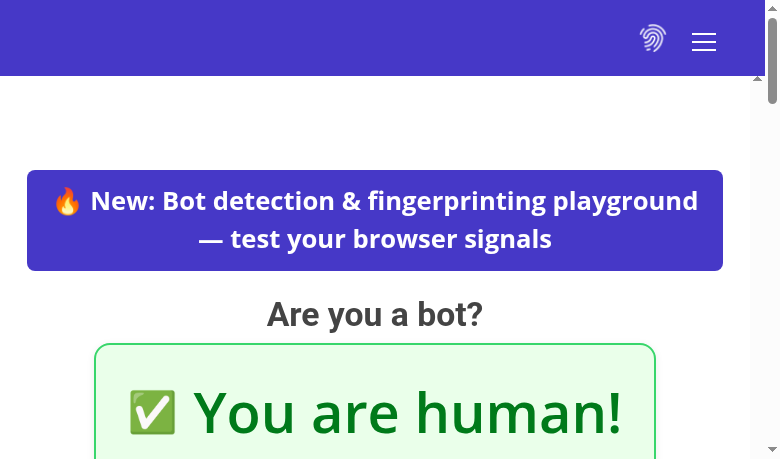 🔥 New: Bot detection & fingerprinting playground
— test your browser signals
Are you a bot?
✅ You are human!